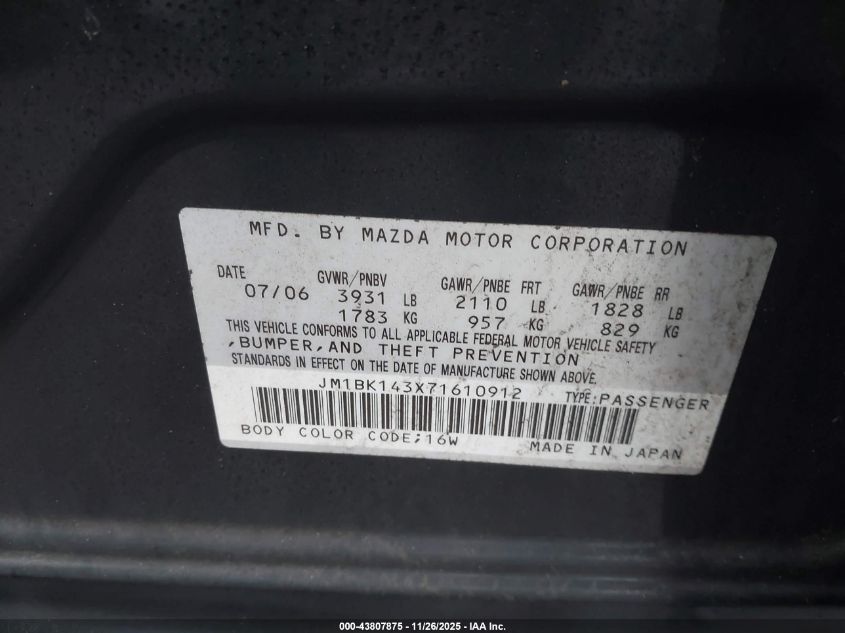 MFD. BY MAZDA MOTOR CORPORATION
DATE GVWR/PNBV GAWR/PNBE FRT GAWR/PNBE RR
07/06 3931 LB 2110 LB 1828 LB
1783 KG 957 KG 829 KG
THIS VEHICLE CONFORMS TO ALL APPLICABLE FEDERAL MOTOR VEHICLE SAFETY
,BUMPER,AND THEFT PREVENTION
STANDARDS IN EFFECT ON THE DATE OF MANUFACTURE SHOWN ABOVE.
JM1BK143X71610912 TYPE:PASSENGER
BODY COLOR CODE;16W MADE IN JAPAN
000-43807875 - 11/26/2025 - IAA Inc.